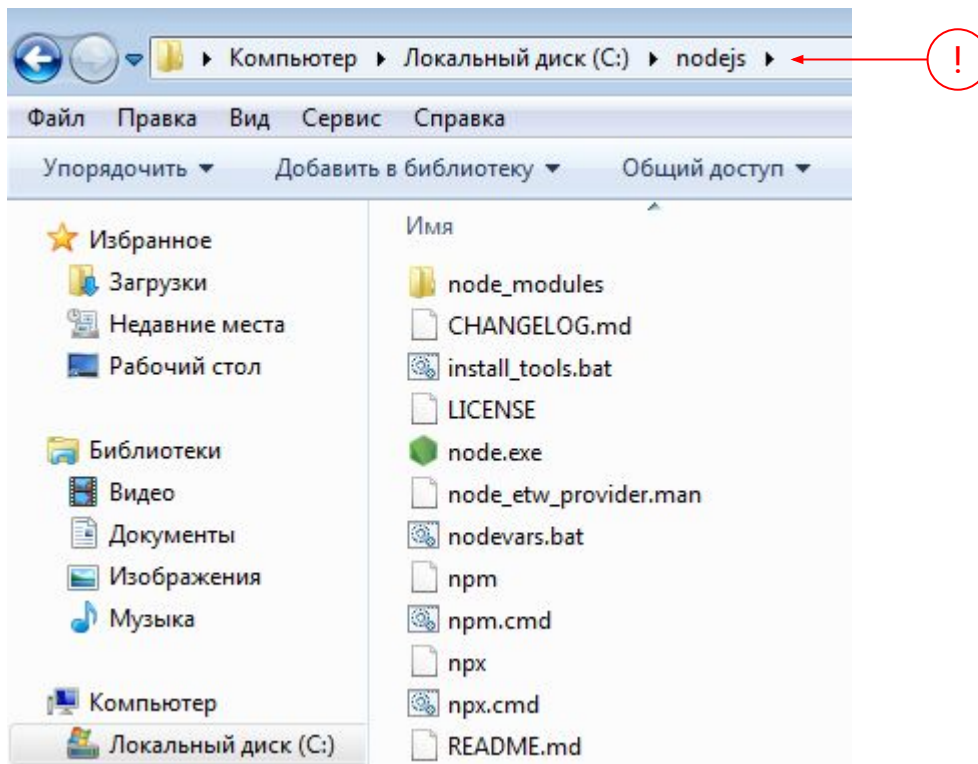 Компьютер Локальный диск (C:) nodejs
!
Файл Правка Вид Сервис Справка
Упорядочить Добавить в библиотеку Общий доступ
Избранное
Загрузки
Недавние места
Рабочий стол
Библиотеки
Видео
Документы
Изображения
Музыка
Компьютер
Локальный диск (C:)
Имя
node_modules
CHANGELOG.md
install_tools.bat
LICENSE
node.exe
node_etw_provider.man
nodevars.bat
npm
npm.cmd
npx
npx.cmd
README.md